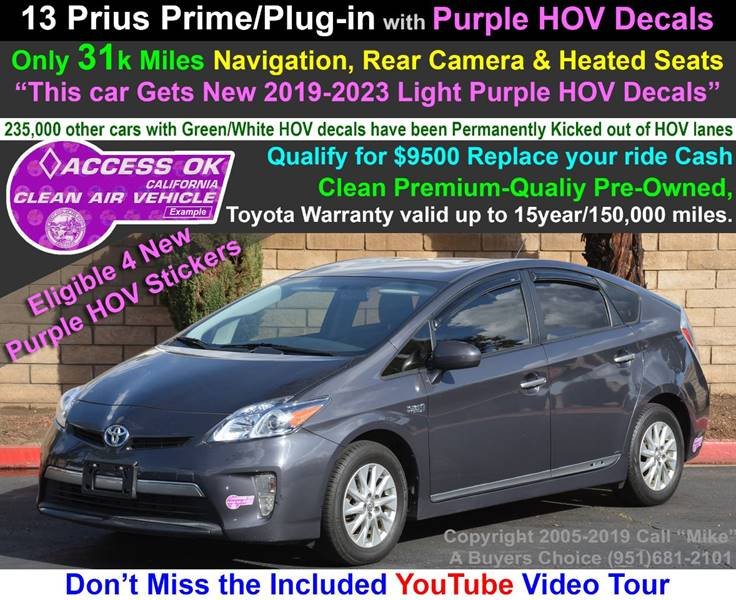 13 Prius Prime/Plug-in with Purple HOV Decals
Only 31k Miles Navigation, Rear Camera & Heated Seats
“This car Gets New 2019-2023 Light Purple HOV Decals”
235,000 other cars with Green/White HOV decals have been Permanently Kicked out of HOV lanes
ACCESS OK
CALIFORNIA
CLEAN AIR VEHICLE
Example
Qualify for $9500 Replace your ride Cash
Clean Premium-Qualiy Pre-Owned,
Toyota Warranty valid up to 15year/150,000 miles.
Eligible 4 New
Purple HOV Stickers
Copyright 2005-2019 Call “Mike”
A Buyers Choice (951)681-2101
Don’t Miss the Included YouTube Video Tour